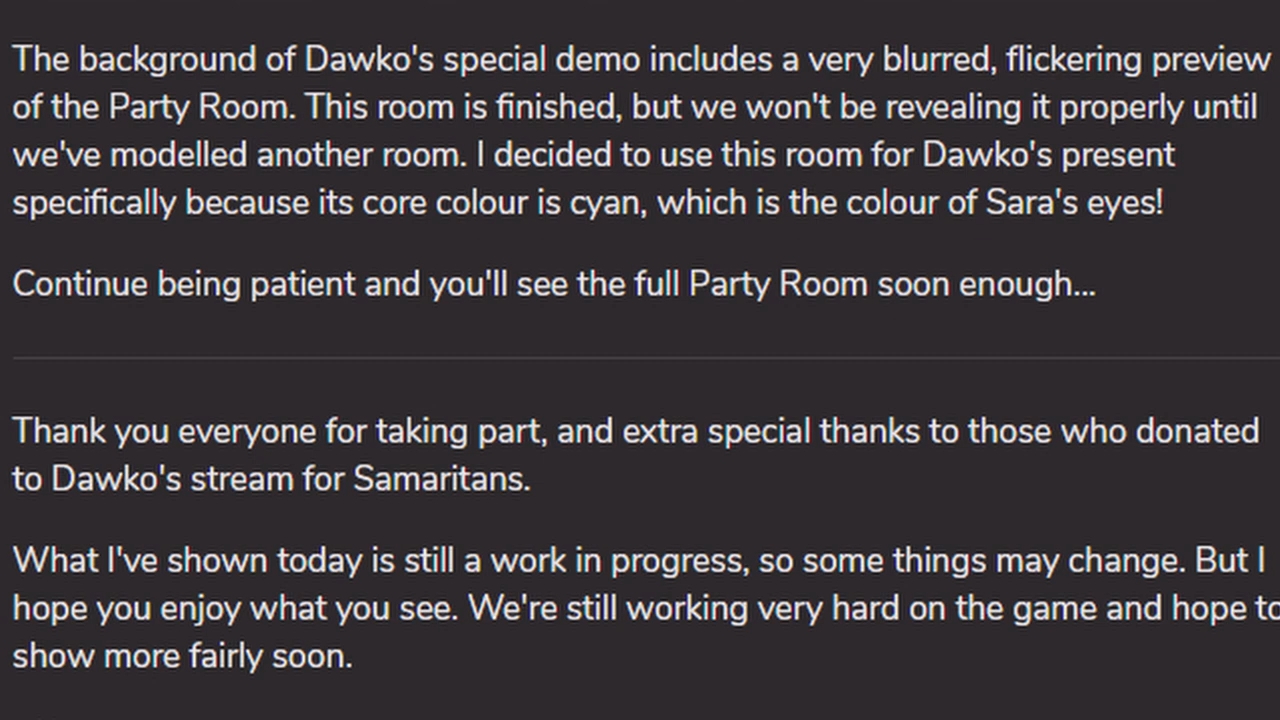 The background of Dawko's special demo includes a very blurred, flickering preview
of the Party Room. This room is finished, but we won't be revealing it properly until
we've modelled another room. I decided to use this room for Dawko's present
specifically because its core colour is cyan, which is the colour of Sara's eyes!
Continue being patient and you'll see the full Party Room soon enough...
Thank you everyone for taking part, and extra special thanks to those who donated
to Dawko's stream for Samaritans.
What I've shown today is still a work in progress, so some things may change. But I
hope you enjoy what you see. We're still working very hard on the game and hope to
show more fairly soon.